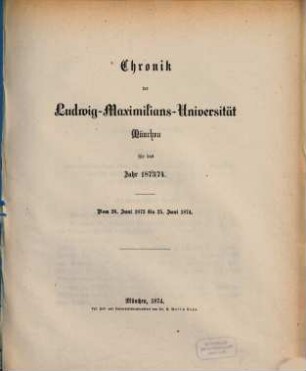 Chronik
der
Ludwig-Maximilians-Universität
München
für das
Jahr 1873/74.
Vom 26. Juni 1873 bis 25. Juni 1874.
München, 1874.